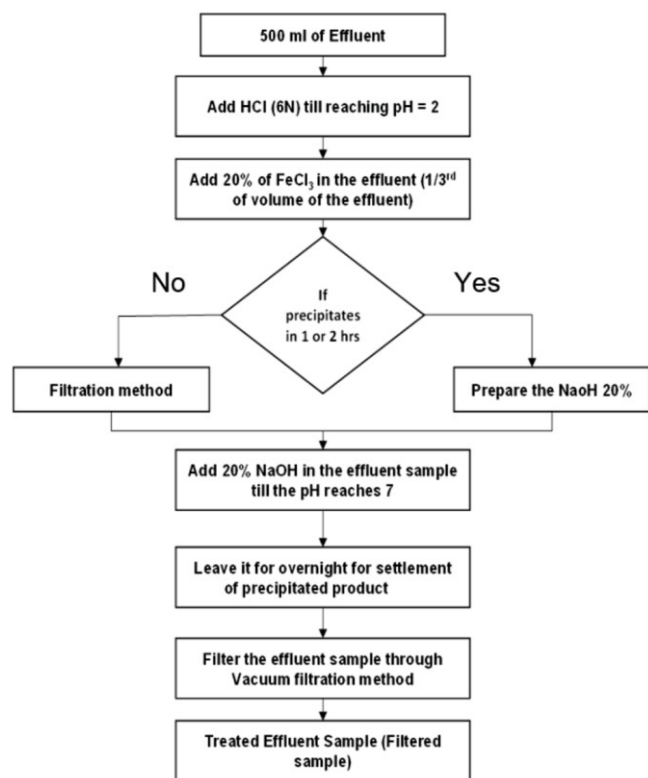 500 ml of Effluent
Add HCl (6N) till reaching pH = 2
Add 20% of FeCl₃ in the effluent (1/3ʳᵈ
of volume of the effluent)
No
Yes
If
precipitates
in 1 or 2 hrs
Filtration method
Prepare the NaoH 20%
Add 20% NaOH in the effluent sample
till the pH reaches 7
Leave it for overnight for settlement
of precipitated product
Filter the effluent sample through
Vacuum filtration method
Treated Effluent Sample (Filtered
sample)